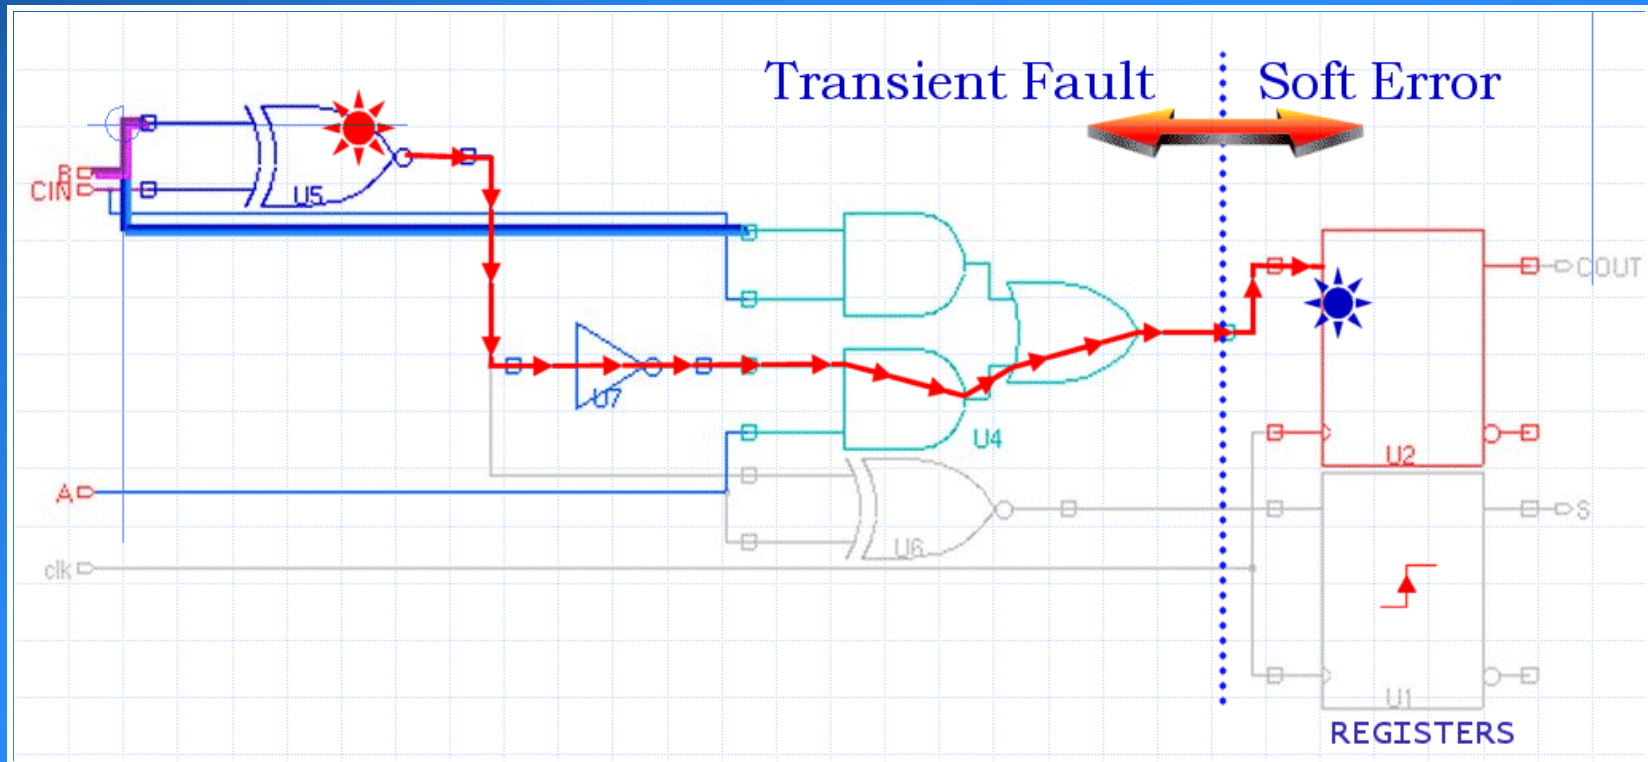 Transient Fault
Soft Error
B
CIN
U5
COUT
U7
U4
U2
A
S
U6
clk
U1
REGISTERS